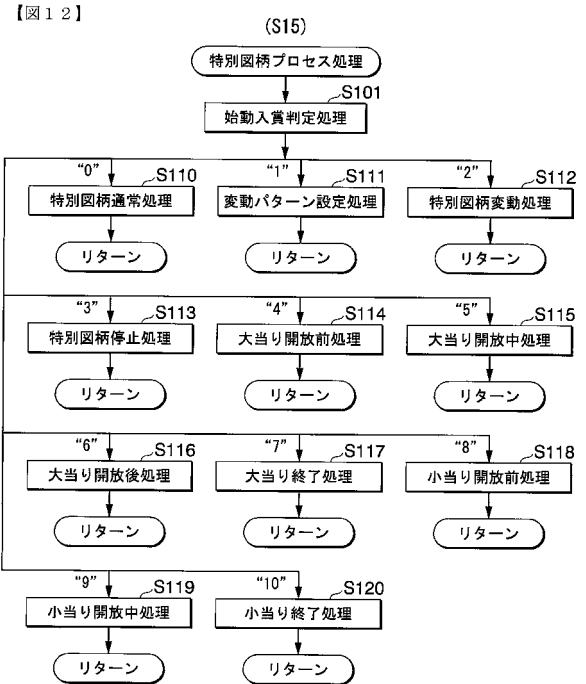 【図１２】
(S15)
特別図柄プロセス処理
S101
始動入賞判定処理
“0”
S110
特別図柄通常処理
リターン
“1”
S111
変動パターン設定処理
リターン
“2”
S112
特別図柄変動処理
リターン
“3”
S113
特別図柄停止処理
リターン
“4”
S114
大当り開放前処理
リターン
“5”
S115
大当り開放中処理
リターン
“6”
S116
大当り開放後処理
リターン
“7”
S117
大当り終了処理
リターン
“8”
S118
小当り開放前処理
リターン
“9”
S119
小当り開放中処理
リターン
“10”
S120
小当り終了処理
リターン